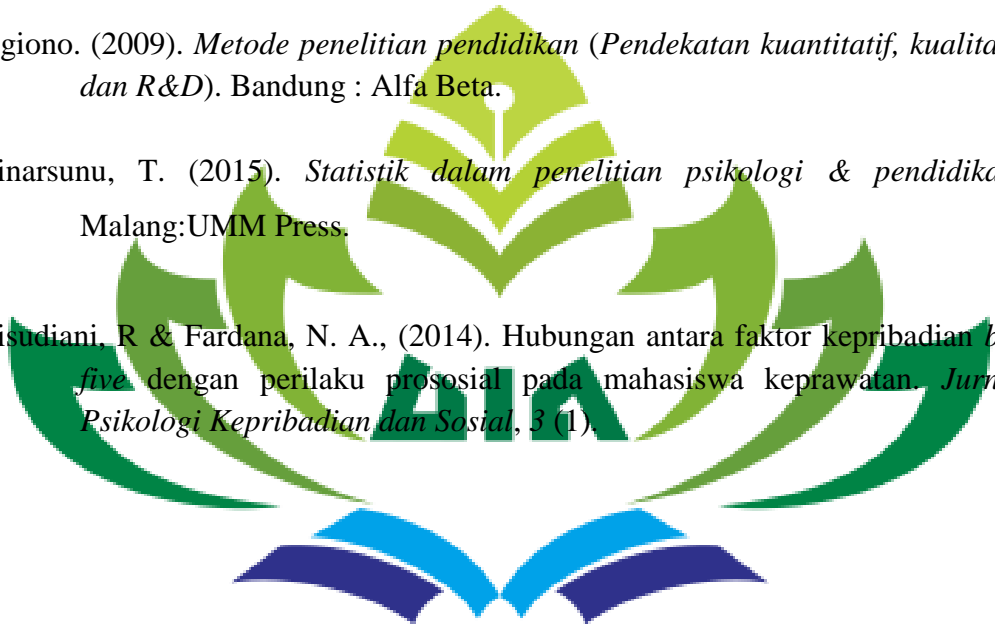 giono. (2009). Metode penelitian pendidikan (Pendekatan kuantitatif, kualita
dan R&D). Bandung : Alfa Beta.
inarsunu, T. (2015). Statistik dalam penelitian psikologi & pendidika
Malang:UMM Press.
isudiani, R & Fardana, N. A., (2014). Hubungan antara faktor kepribadian b
five dengan perilaku prososial pada mahasiswa keprawatan. Jurn
Psikologi Kepribadian dan Sosial, 3 (1).